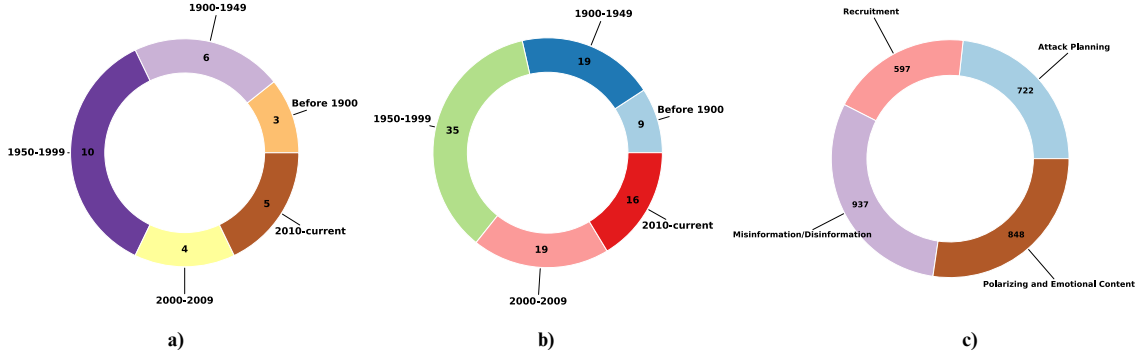 1900-1949
6
Before 1900
3
1950-1999
10
5
2010-current
4
2000-2009
a)
1900-1949
19
Before 1900
9
1950-1999
35
16
2010-current
19
2000-2009
b)
Recruitment
597
Attack Planning
722
937
Misinformation/Disinformation
848
Polarizing and Emotional Content
c)